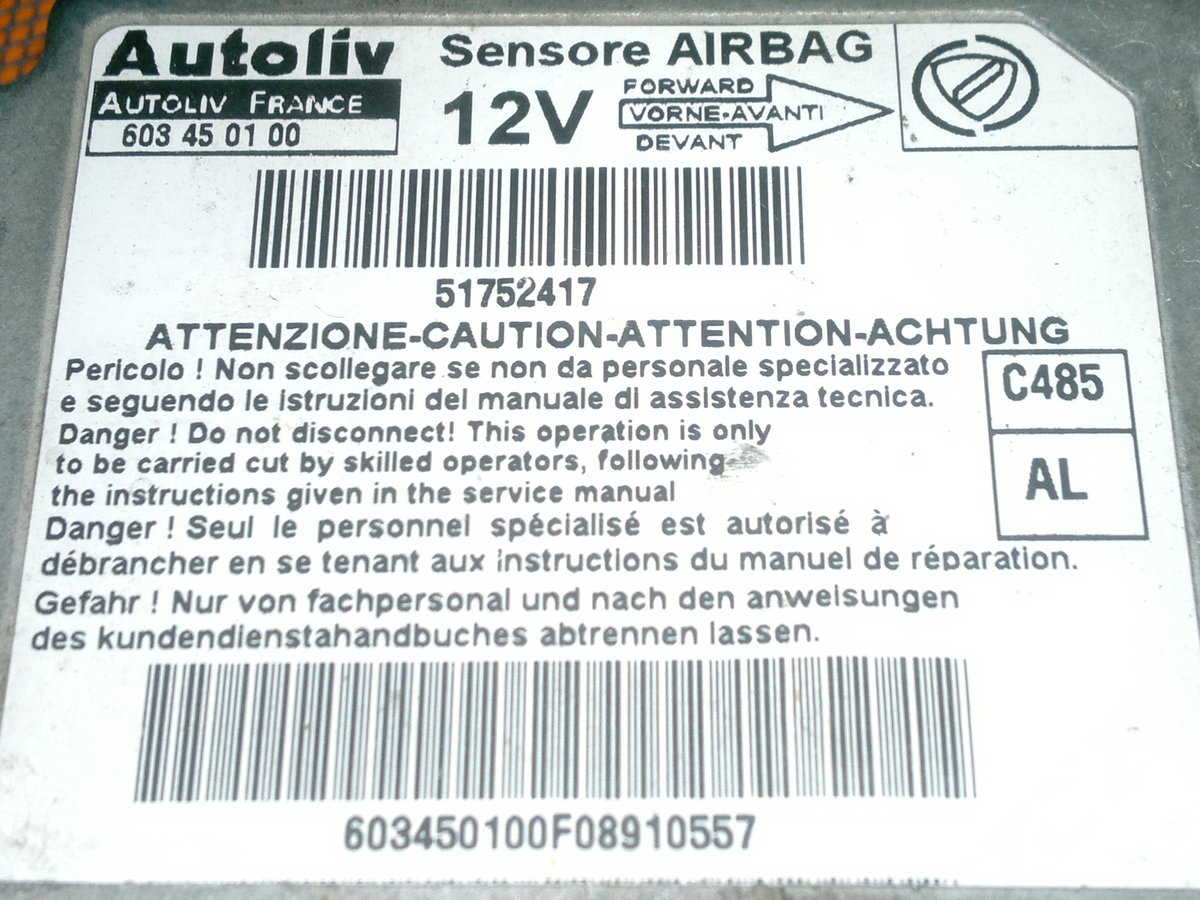 Autoliv
Sensore AIRBAG
AUTOLIV FRANCE
603 45 01 00
12V
FORWARD
VORNE-AVANTI
DEVANT
51752417
ATTENZIONE-CAUTION-ATTENTION-ACHTUNG
Pericolo ! Non scollegare se non da personale specializzato
e seguendo le istruzioni del manuale di assistenza tecnica.
Danger ! Do not disconnect! This operation is only
to be carried cut by skilled operators, following
the instructions given in the service manual
Danger ! Seul le personnel spécialisé est autorisé à
débrancher en se tenant aux instructions du manuel de réparation.
Gefahr ! Nur von fachpersonal und nach den anweisungen
des kundendienstahandbuches abtrennen lassen.
C485
AL
603450100F08910557